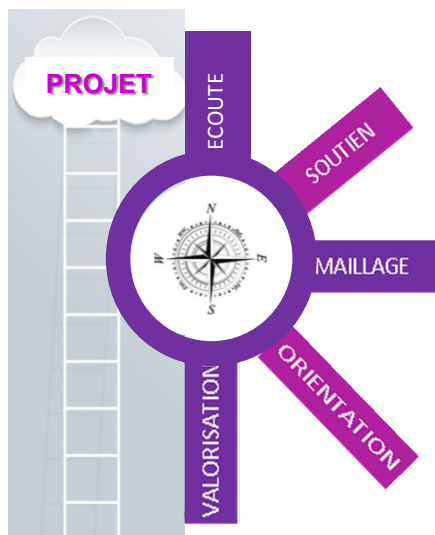 PROJET
ECOUTE
SOUTIEN
MAILLAGE
ORIENTATION
VALORISATION
N
W
E
S